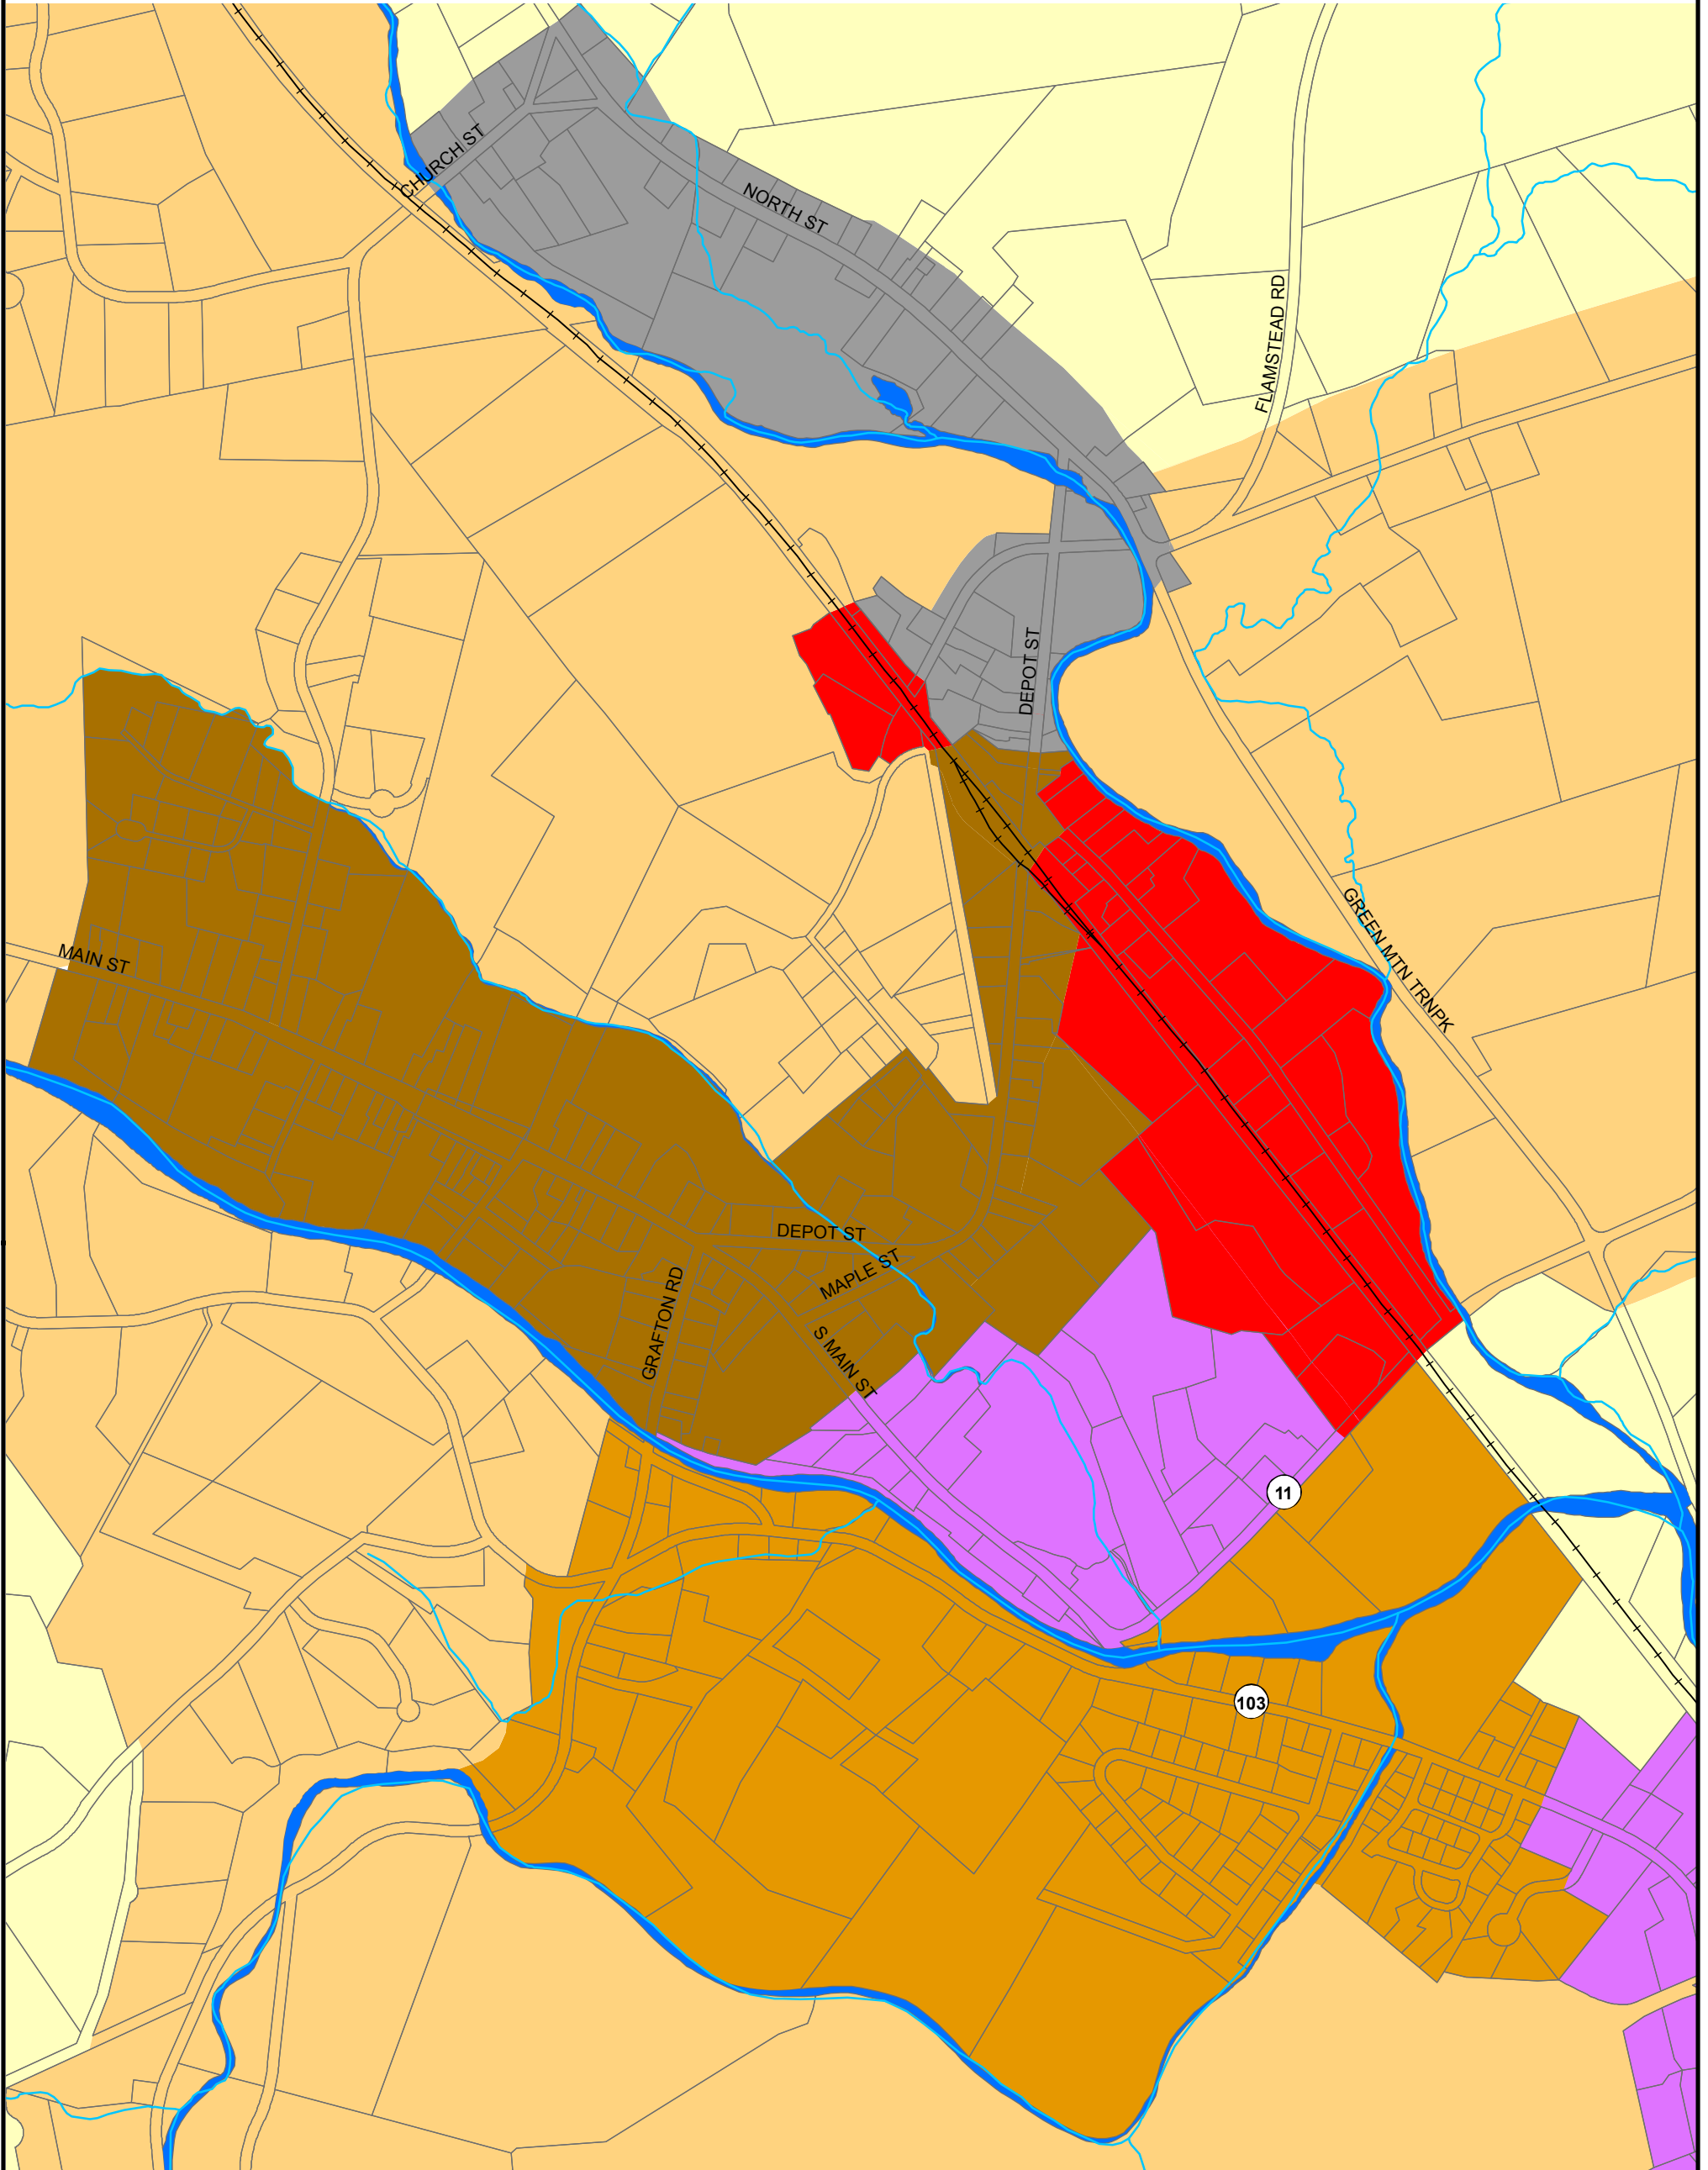 CHURCH ST
NORTH ST
FLAMSTEAD RD
DEPOT ST
MAIN ST
GREEN MTN TRNPK
DEPOT ST
MAPLE ST
GRAFTON RD
S MAIN ST
11
103